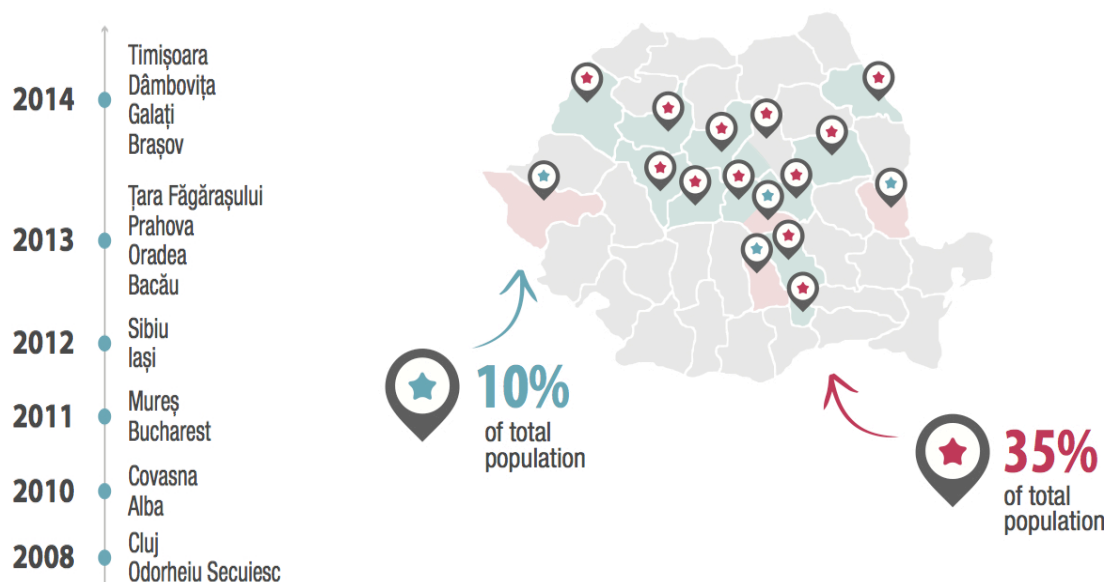 2014
Timișoara
Dâmbovița
Galați
Brașov
2013
Țara Făgărașului
Prahova
Oradea
Bacău
2012
Sibiu
Iași
2011
Mureș
Bucharest
2010
Covasna
Alba
2008
Cluj
Odorheiu Secuiesc
10%
of total
population
35%
of total
population